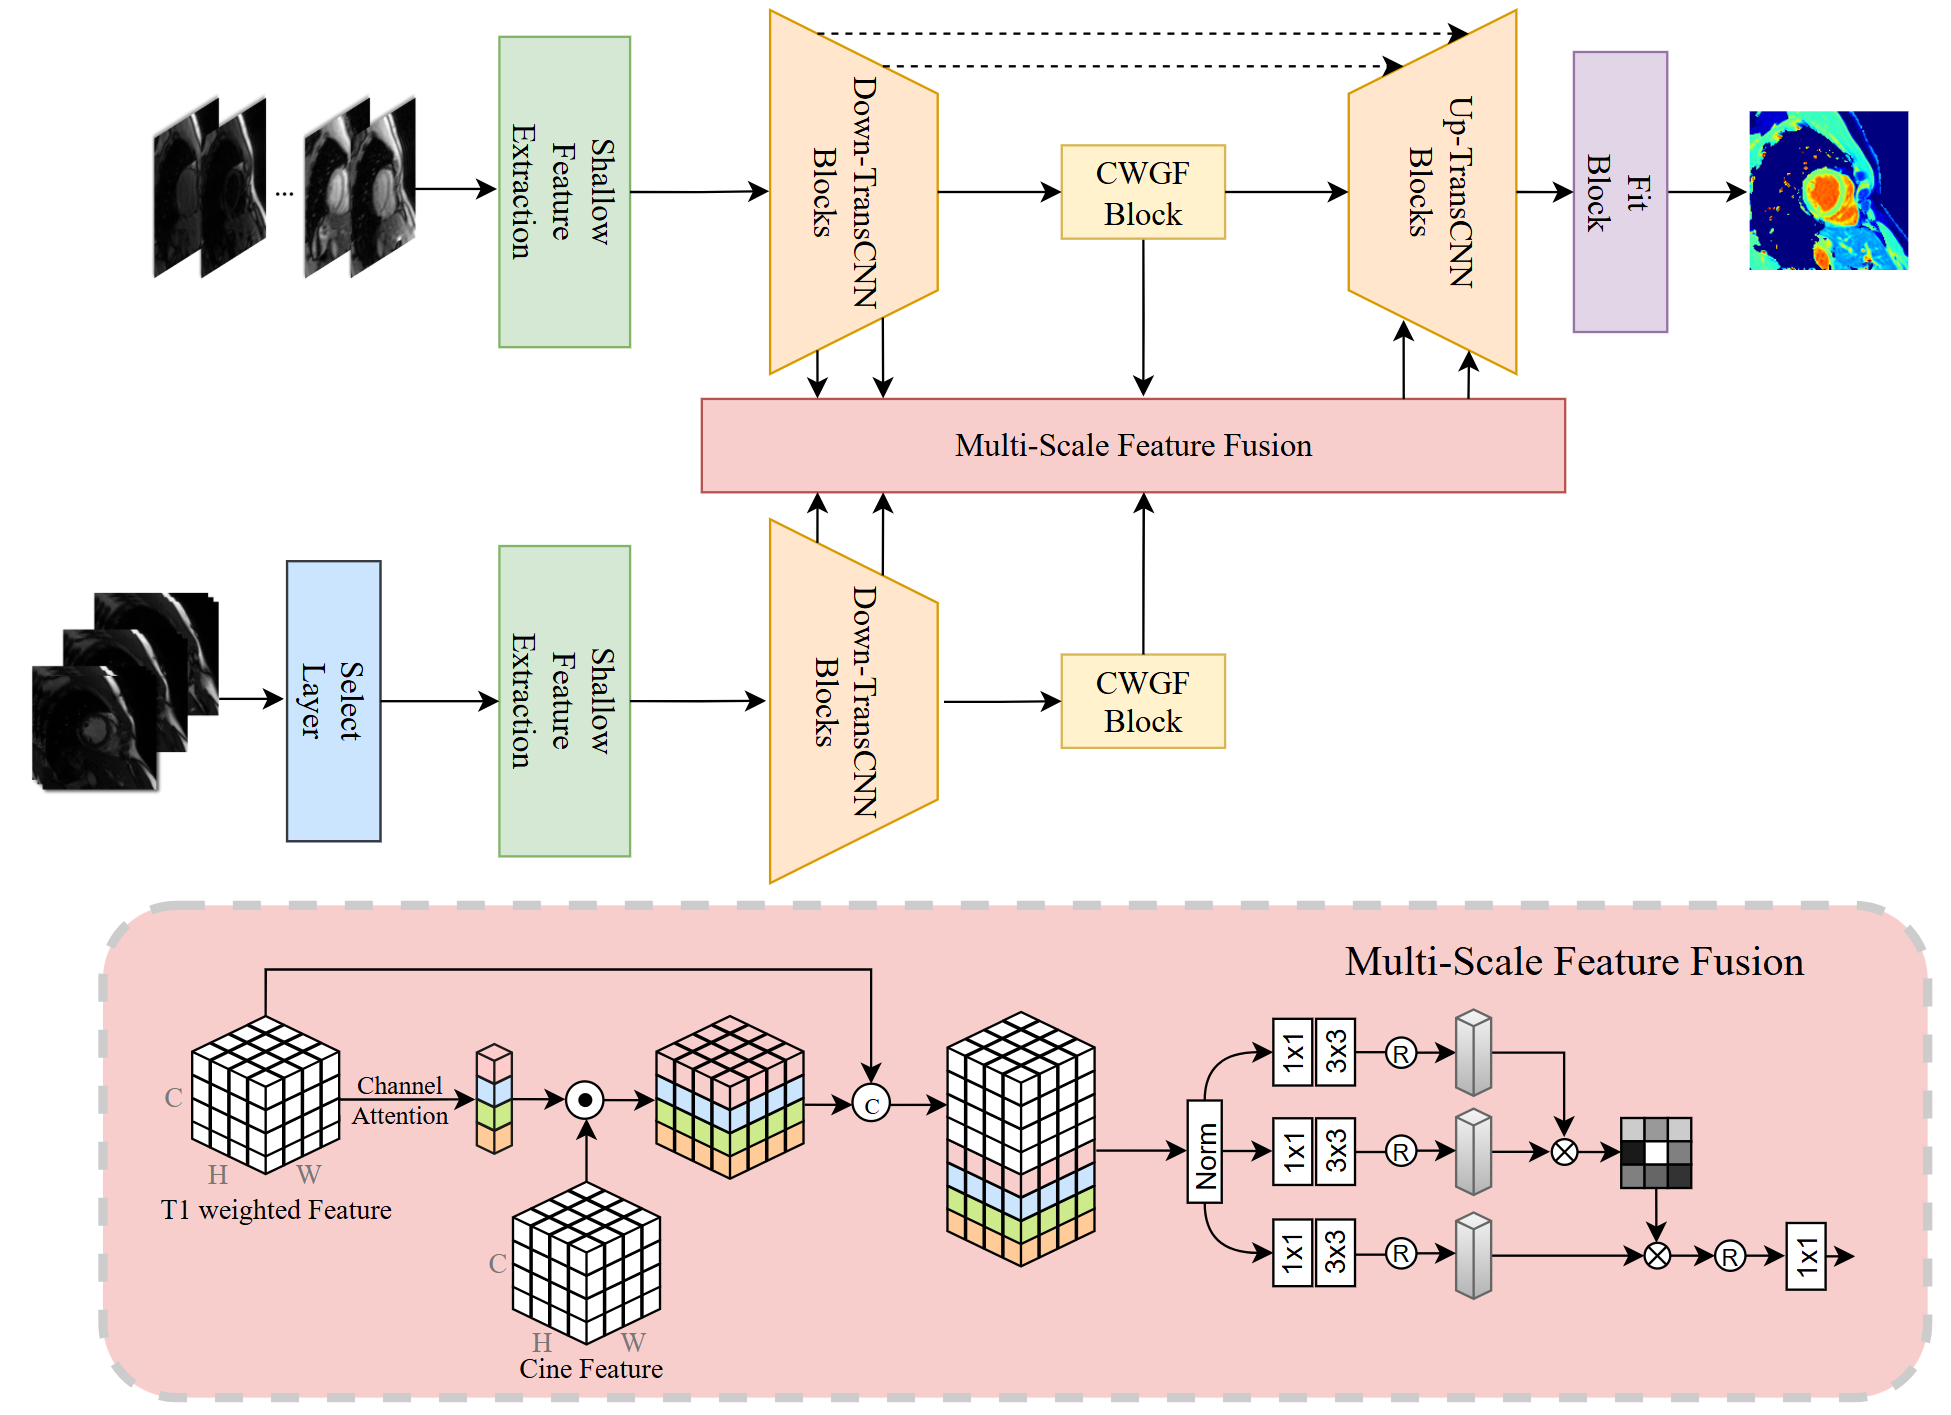 Shallow
Feature
Extraction
Down-TransCNN
Blocks
CWGF
Block
Up-TransCNN
Blocks
Fit
Block
...
Multi-Scale Feature Fusion
Select
Layer
Shallow
Feature
Extraction
Down-TransCNN
Blocks
CWGF
Block
Multi-Scale Feature Fusion
C
H
W
T1 weighted Feature
Channel
Attention
C
H
W
Cine Feature
C
Norm
1x1
3x3
R
1x1
3x3
R
1x1
3x3
R
R
1x1